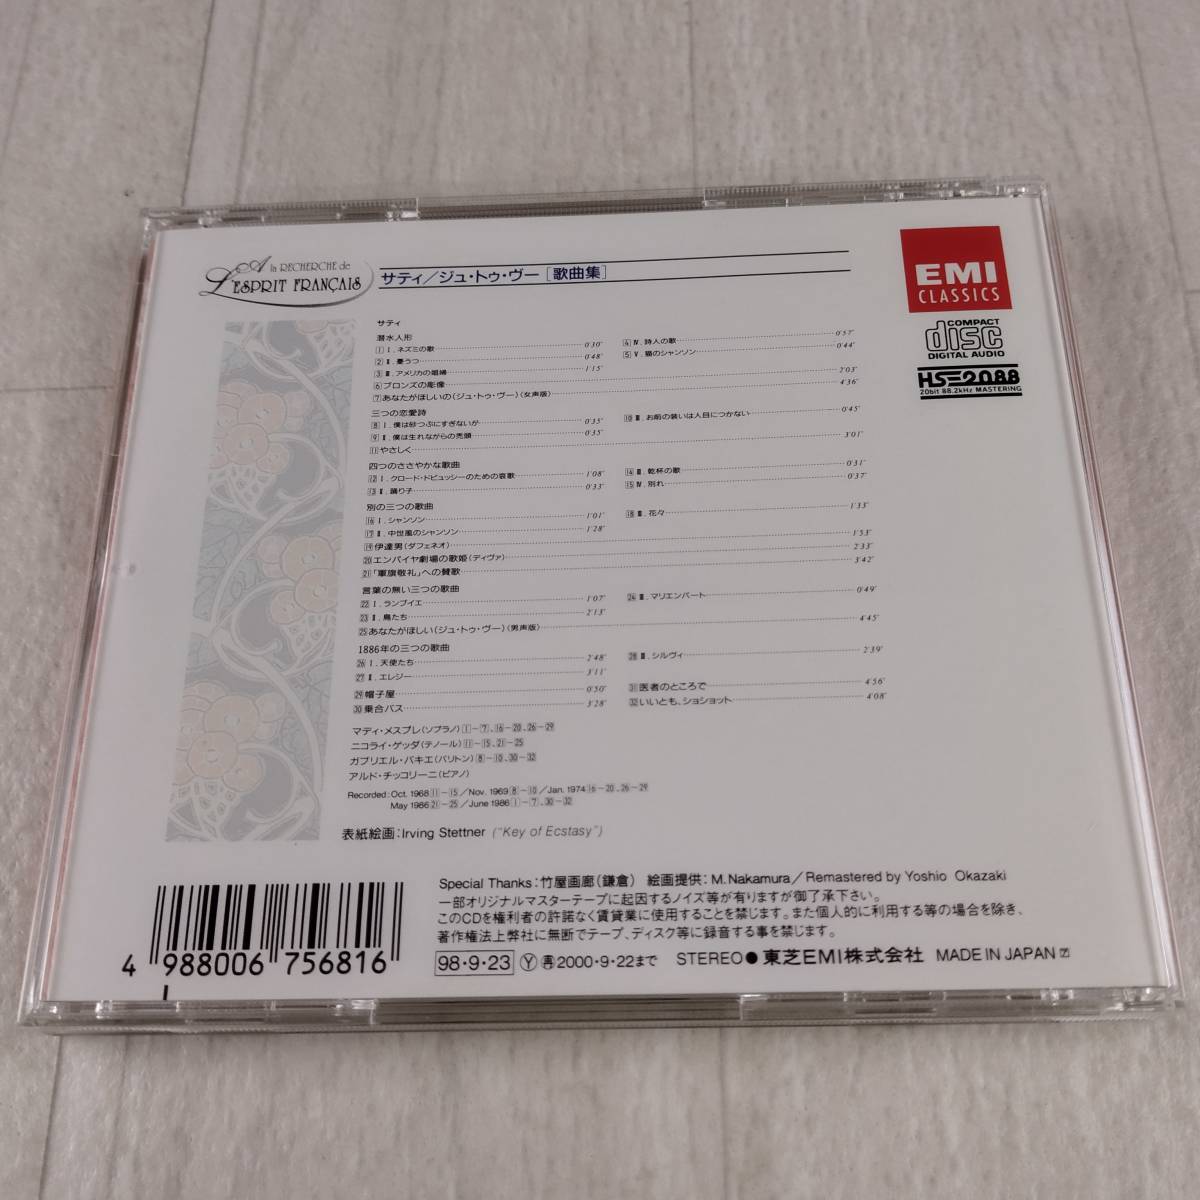 A la RECHERCHE de
L'ESPRIT FRANÇAIS
サティ／ジュ・トゥ・ヴー［歌曲集］
EMI
CLASSICS
COMPACT
disc
DIGITAL AUDIO
HS2088
20bit 88.2kHz MASTERING
サティ
潜水人形
1 Ⅰ.ネズミの歌 0'30"
2 Ⅱ.憂うつ 0'48"
3 Ⅲ.アメリカの娼婦 1'15"
4 Ⅳ.詩人の歌 0'57"
5 Ⅴ.猫のシャンソン 0'44"
6 ブロンズの彫像 2'03"
7 あなたがほしいの（ジュ・トゥ・ヴー）（女声版） 4'36"
三つの恋愛詩
8 Ⅰ.僕は砂つぶにすぎないか 0'35"
9 Ⅱ.僕は生れながらの禿頭 0'35"
10 Ⅲ.お前の装いは人目につかない 0'45"
11 やさしく 3'01"
四つのささやかな歌曲
12 Ⅰ.クロード・ドビュッシーのための哀歌 1'08"
13 Ⅱ.踊り子 0'33"
14 Ⅲ.乾杯の歌 0'31"
15 Ⅳ.別れ 0'37"
別の三つの歌曲
16 Ⅰ.シャンソン 1'01"
17 Ⅱ.中世風のシャンソン 1'28"
18 Ⅲ.花々 1'33"
19 伊達男（ダフェネオ） 1'53"
20 エンパイヤ劇場の歌姫（ディヴァ） 2'33"
21 「軍旗敬礼」への賛歌 3'42"
言葉の無い三つの歌曲
22 Ⅰ.ランブイエ 1'07"
23 Ⅱ.鳥たち 2'13"
24 Ⅲ.マリエンバート 0'49"
25 あなたがほしい（ジュ・トゥ・ヴー）（男声版） 4'45"
1886年の三つの歌曲
26 Ⅰ.天使たち 2'48"
27 Ⅱ.エレジー 3'11"
28 Ⅲ.シルヴィ 2'39"
29 帽子屋 0'50"
30 乗合バス 3'28"
31 医者のところで 4'56"
32 いいとも、ショショット 4'08"
マディ・メスプレ（ソプラノ）1－7、16－20、26－29
ニコライ・ゲッダ（テノール）11－15、21－25
ガブリエル・バキエ（バリトン）8－10、30－32
アルド・チッコリーニ（ピアノ）
Recorded: Oct. 1968 11－15／Nov. 1969 8－10／Jan. 1974 16－20、26－29
May 1986 21－25／June 1986 1－7、30－32
表紙絵画：Irving Stettner ("Key of Ecstasy")
Special Thanks：竹屋画廊（鎌倉） 絵画提供：M. Nakamura／Remastered by Yoshio Okazaki
一部オリジナルマスターテープに起因するノイズ等が有りますが御了承下さい。
このCDを権利者の許諾なく賃貸業に使用することを禁じます。また個人的に利用する等の場合を除き、
著作権法上弊社に無断でテープ、ディスク等に録音する事を禁じます。
98・9・23 Ⓨ 再 2000・9・22まで STEREO● 東芝EMI株式会社 MADE IN JAPAN
4 988006 756816